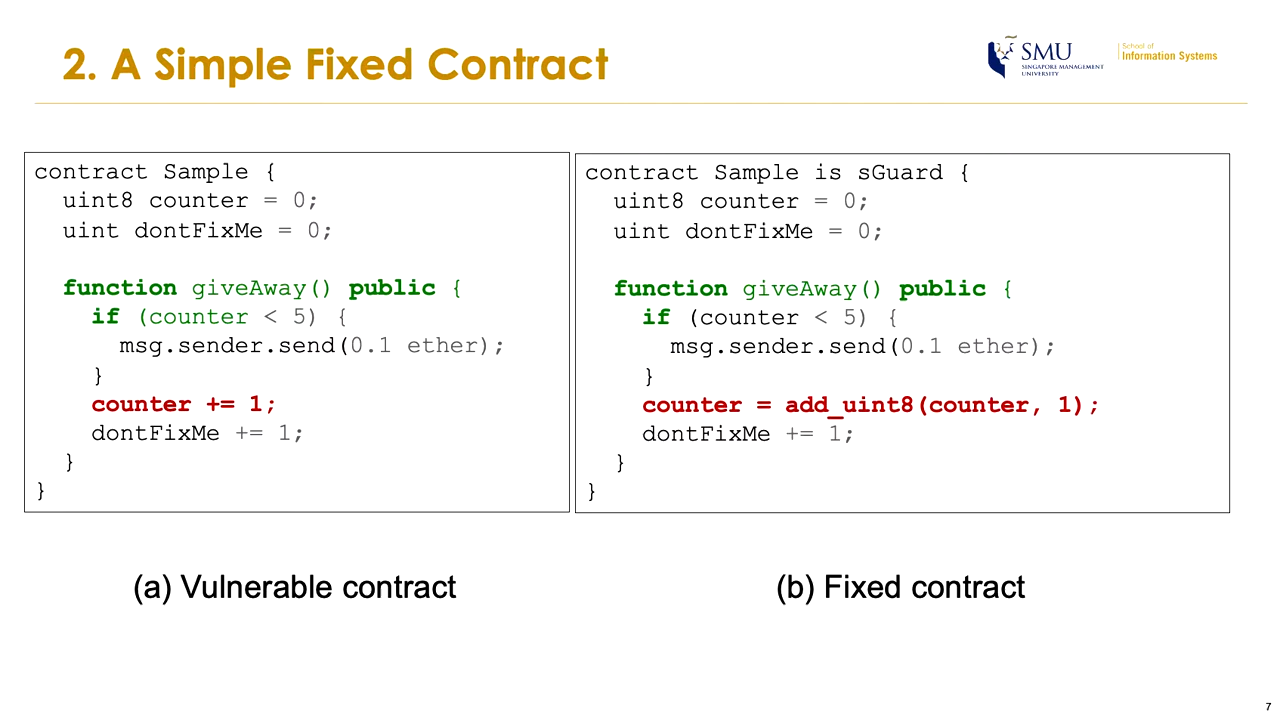 2. A Simple Fixed Contract
SMU
SINGAPORE MANAGEMENT
UNIVERSITY
School of
Information Systems
contract Sample {
  uint8 counter = 0;
  uint dontFixMe = 0;

  function giveAway() public {
    if (counter < 5) {
      msg.sender.send(0.1 ether);
    }
    counter += 1;
    dontFixMe += 1;
  }
}
contract Sample is sGuard {
  uint8 counter = 0;
  uint dontFixMe = 0;

  function giveAway() public {
    if (counter < 5) {
      msg.sender.send(0.1 ether);
    }
    counter = add_uint8(counter, 1);
    dontFixMe += 1;
  }
}
(a) Vulnerable contract
(b) Fixed contract
7